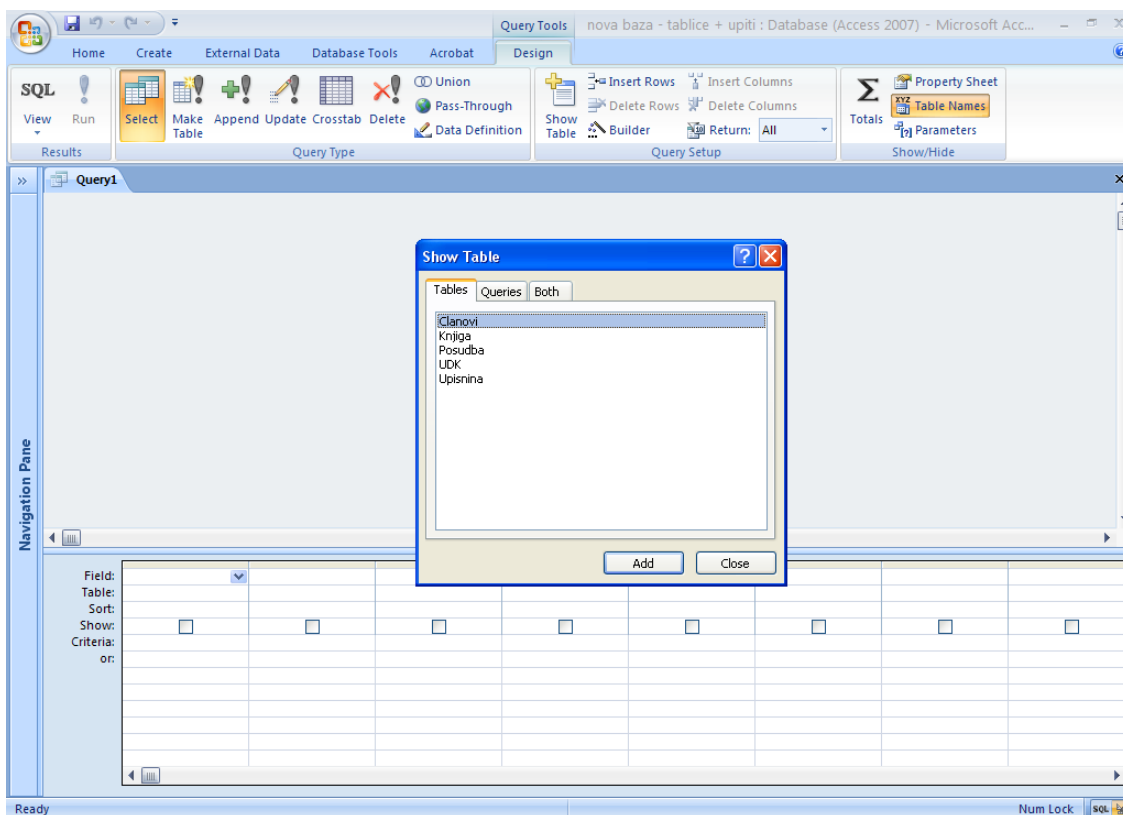 Query Tools nova baza - tablice + upiti : Database (Access 2007) - Microsoft Acc...
Home Create External Data Database Tools Acrobat Design
SQL View Run
Results
Select Make Table Append Update Crosstab Delete
Union
Pass-Through
Data Definition
Query Type
Show Table
Insert Rows
Delete Rows
Builder
Insert Columns
Delete Columns
Return: All
Query Setup
Σ Totals
Property Sheet
Table Names
Parameters
Show/Hide
Query1
Navigation Pane
Show Table
Tables Queries Both
Clanovi
Knjiga
Posudba
UDK
Upisnina
Add Close
Field:
Table:
Sort:
Show:
Criteria:
or:
Ready Num Lock SQL